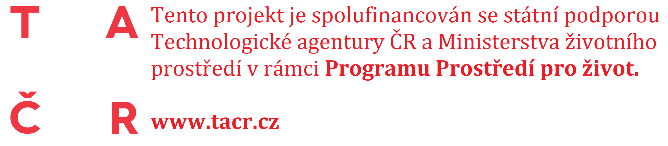 T A
Č R
Tento projekt je spolufinancován se státní podporou
Technologické agentury ČR a Ministerstva životního
prostředí v rámci Programu Prostředí pro život.
www.tacr.cz